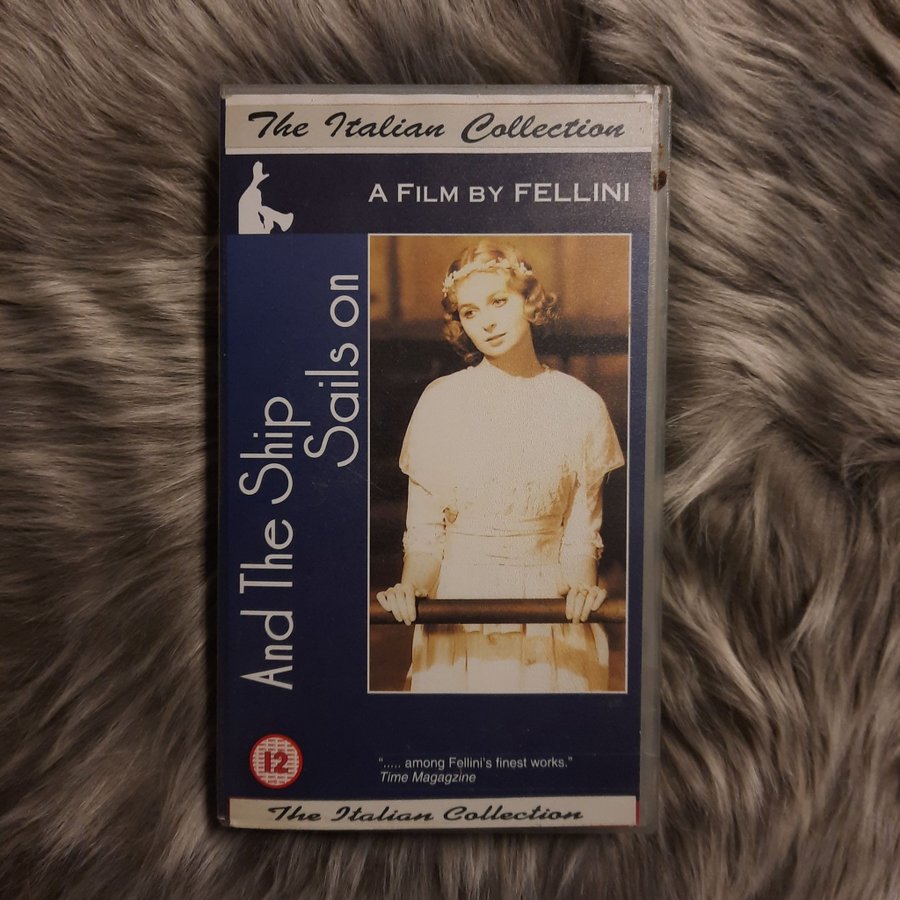 The Italian Collection
A FILM BY FELLINI
And The Ship
Sails on
12
"..... among Fellini's finest works."
Time Magagzine
The Italian Collection